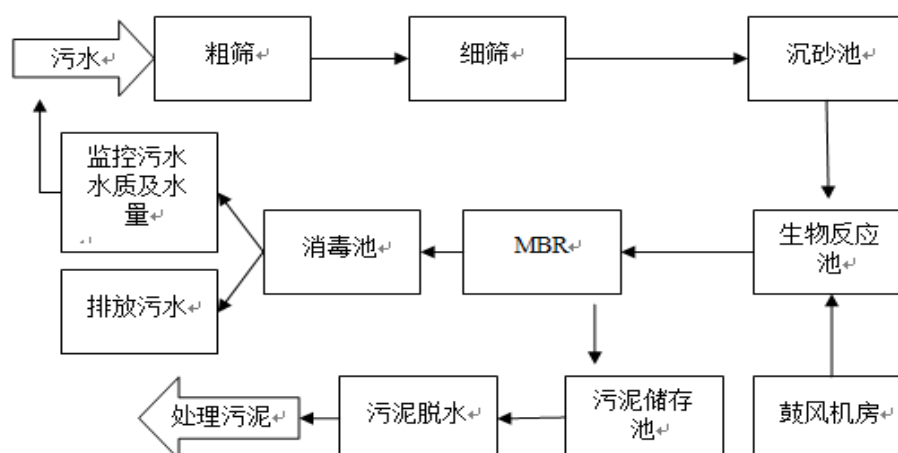 污水
粗筛
细筛
沉砂池
监控污水
水质及水
量
消毒池
MBR
生物反应
池
排放污水
处理污泥
污泥脱水
污泥储存
池
鼓风机房